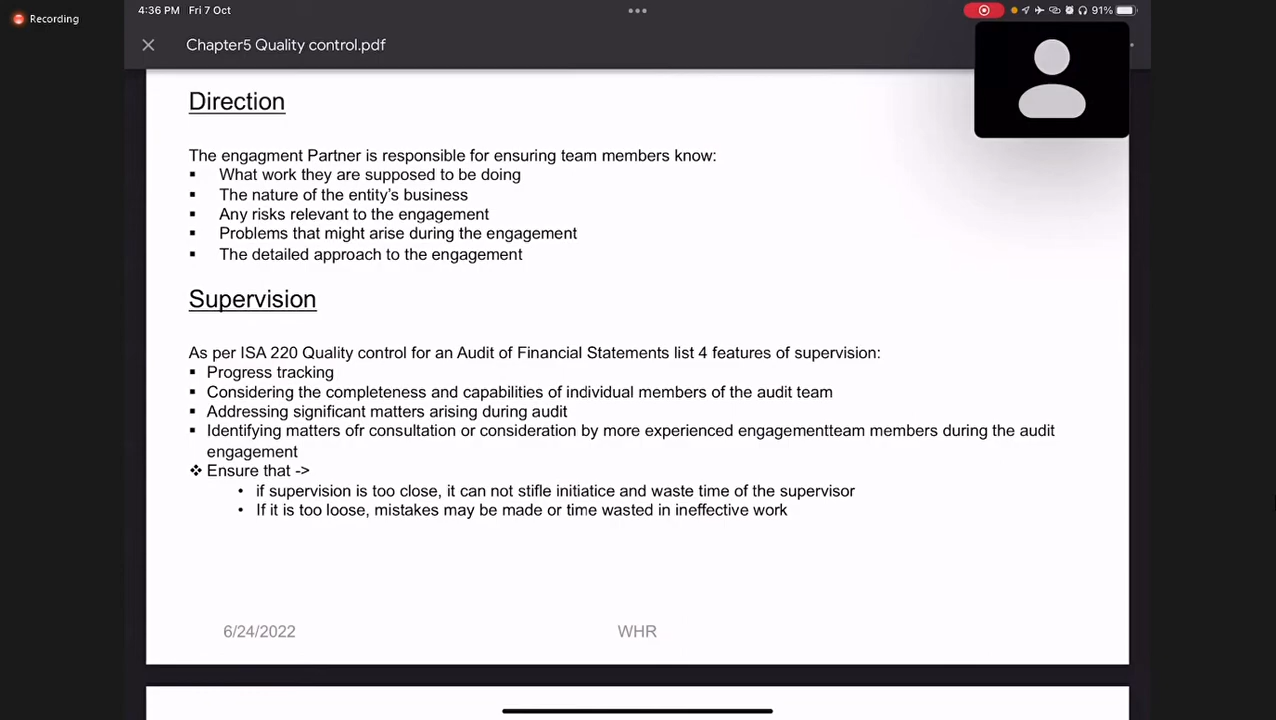 Recording
4:36 PM Fri 7 Oct
91%
Chapter5 Quality control.pdf
Direction
The engagment Partner is responsible for ensuring team members know:
▪ What work they are supposed to be doing
▪ The nature of the entity's business
▪ Any risks relevant to the engagement
▪ Problems that might arise during the engagement
▪ The detailed approach to the engagement
Supervision
As per ISA 220 Quality control for an Audit of Financial Statements list 4 features of supervision:
▪ Progress tracking
▪ Considering the completeness and capabilities of individual members of the audit team
▪ Addressing significant matters arising during audit
▪ Identifying matters ofr consultation or consideration by more experienced engagementteam members during the audit
engagement
❖ Ensure that ->
• if supervision is too close, it can not stifle initiatice and waste time of the supervisor
• If it is too loose, mistakes may be made or time wasted in ineffective work
6/24/2022
WHR